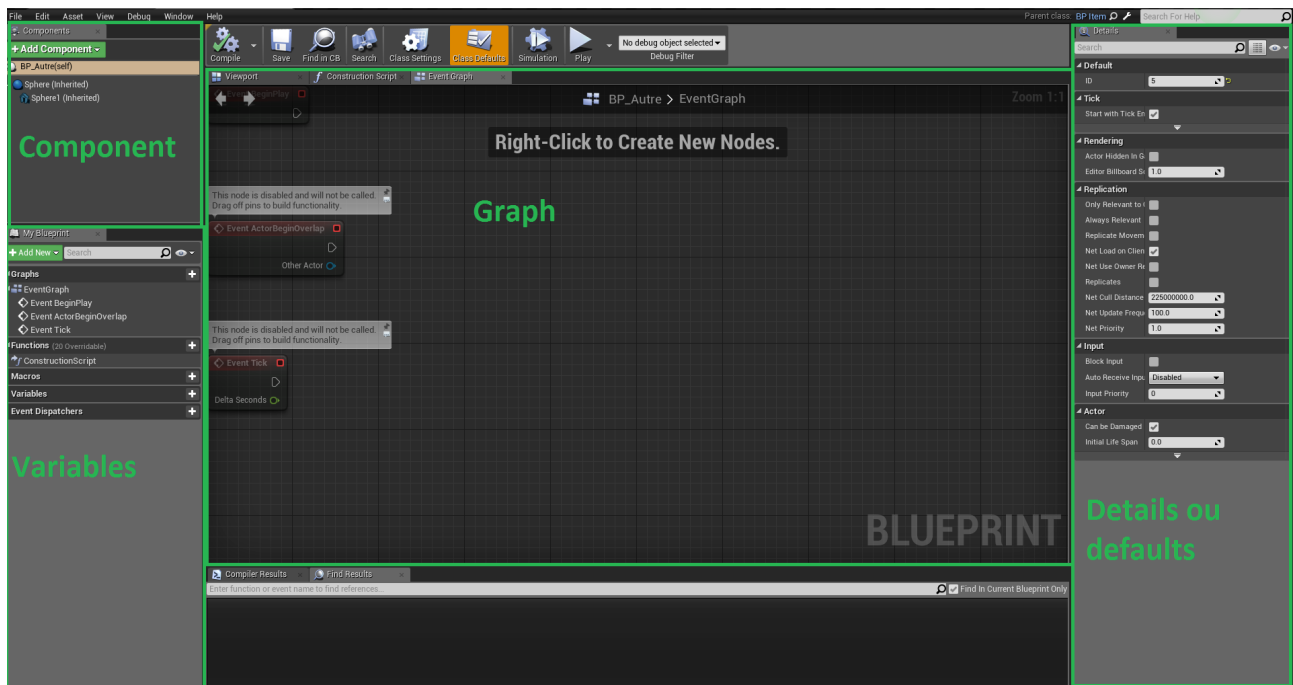 File Edit Asset View Debug Window Help
Parent class: BP Item
Search For Help
Components
+Add Component
BP_Autre(self)
Sphere (Inherited)
Sphere1 (Inherited)
Component
Compile
Save
Find in CB
Search
Class Settings
Class Defaults
Simulation
Play
No debug object selected
Debug Filter
Viewport
Construction Script
Event Graph
Event BeginPlay
BP_Autre > EventGraph
Zoom 1:1
Right-Click to Create New Nodes.
This node is disabled and will not be called.
Drag off pins to build functionality.
Event ActorBeginOverlap
Other Actor
Graph
This node is disabled and will not be called.
Drag off pins to build functionality.
Event Tick
Delta Seconds
BLUEPRINT
My Blueprint
+Add New
Search
Graphs
EventGraph
Event BeginPlay
Event ActorBeginOverlap
Event Tick
Functions (20 Overridable)
ConstructionScript
Macros
Variables
Event Dispatchers
Variables
Compiler Results
Find Results
Enter function or event name to find references...
Find In Current Blueprint Only
Details
Search
Default
ID 5
Tick
Start with Tick En
Rendering
Actor Hidden In G
Editor Billboard S
1.0
Replication
Only Relevant to
Always Relevant
Replicate Movem
Net Load on Clien
Net Use Owner Re
Replicates
Net Cull Distance 225000000.0
Net Update Frequ 100.0
Net Priority 1.0
Input
Block Input
Auto Receive Inpu Disabled
Input Priority 0
Actor
Can be Damaged
Initial Life Span 0.0
Details ou
defaults